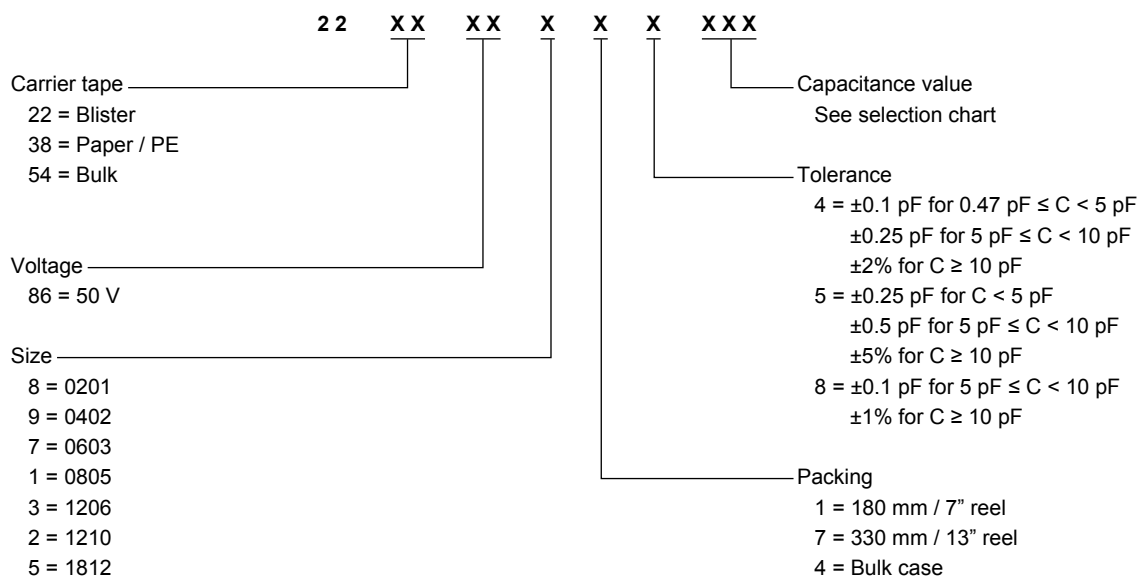 22 XX XX X X X XXX
Carrier tape
22 = Blister
38 = Paper / PE
54 = Bulk
Voltage
86 = 50 V
Size
8 = 0201
9 = 0402
7 = 0603
1 = 0805
3 = 1206
2 = 1210
5 = 1812
Capacitance value
See selection chart
Tolerance
4 = ±0.1 pF for 0.47 pF ≤ C < 5 pF
±0.25 pF for 5 pF ≤ C < 10 pF
±2% for C ≥ 10 pF
5 = ±0.25 pF for C < 5 pF
±0.5 pF for 5 pF ≤ C < 10 pF
±5% for C ≥ 10 pF
8 = ±0.1 pF for 5 pF ≤ C < 10 pF
±1% for C ≥ 10 pF
Packing
1 = 180 mm / 7” reel
7 = 330 mm / 13” reel
4 = Bulk case